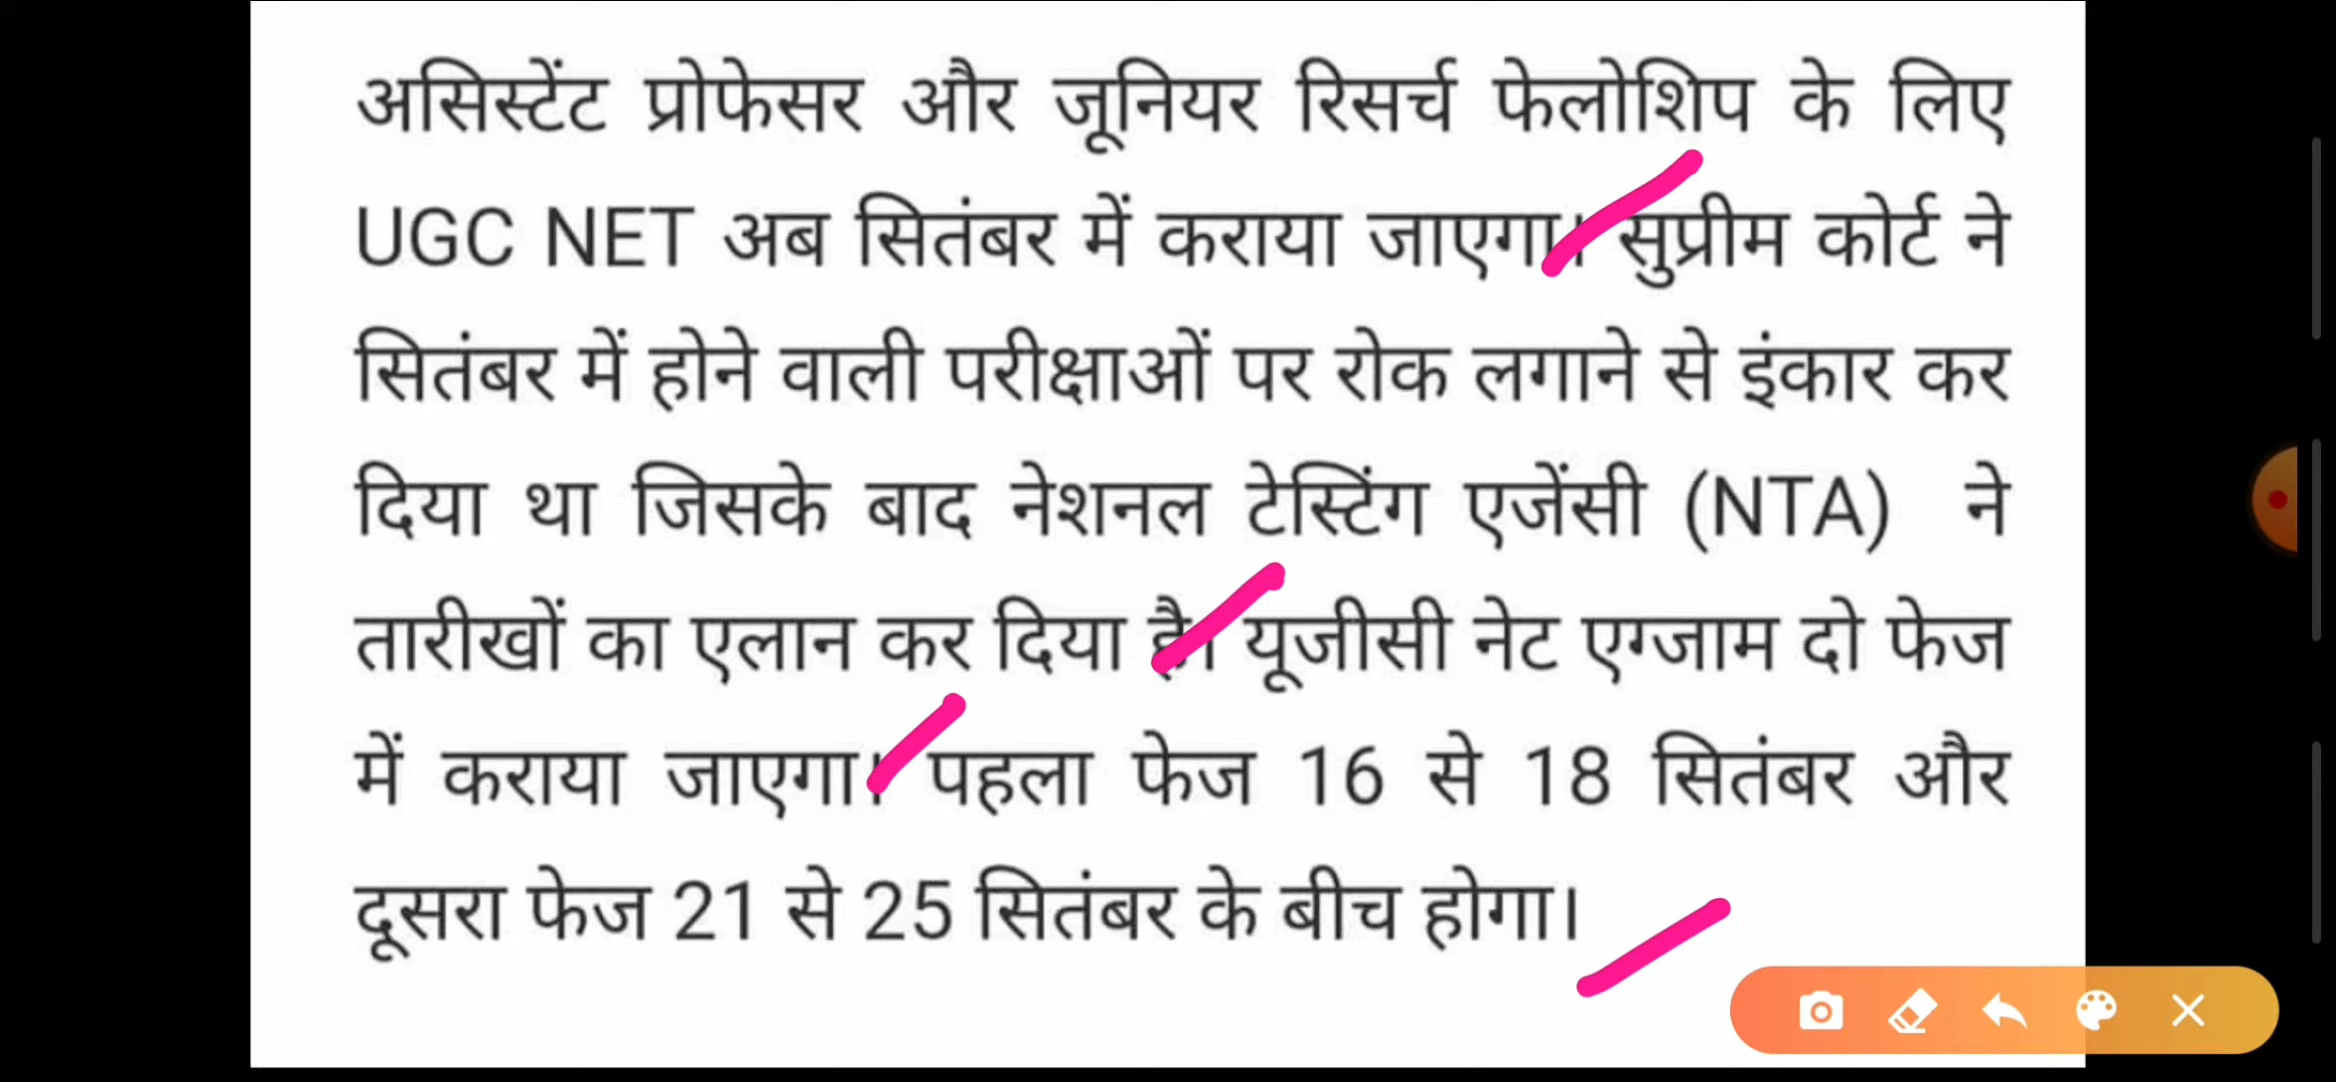 असिस्टेंट प्रोफेसर और जूनियर रिसर्च फेलोशिप के लिए
UGC NET अब सितंबर में कराया जाएगा। सुप्रीम कोर्ट ने
सितंबर में होने वाली परीक्षाओं पर रोक लगाने से इंकार कर
दिया था जिसके बाद नेशनल टेस्टिंग एजेंसी (NTA) ने
तारीखों का एलान कर दिया है। यूजीसी नेट एग्जाम दो फेज
में कराया जाएगा। पहला फेज 16 से 18 सितंबर और
दूसरा फेज 21 से 25 सितंबर के बीच होगा।